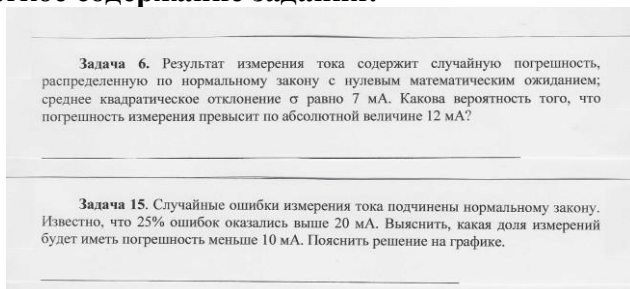 Задача 6. Результат измерения тока содержит случайную погрешность,
распределенную по нормальному закону с нулевым математическим ожиданием;
среднее квадратическое отклонение σ равно 7 мА. Какова вероятность того, что
погрешность измерения превысит по абсолютной величине 12 мА?
Задача 15. Случайные ошибки измерения тока подчинены нормальному закону.
Известно, что 25% ошибок оказались выше 20 мА. Выяснить, какая доля измерений
будет иметь погрешность меньше 10 мА. Пояснить решение на графике.